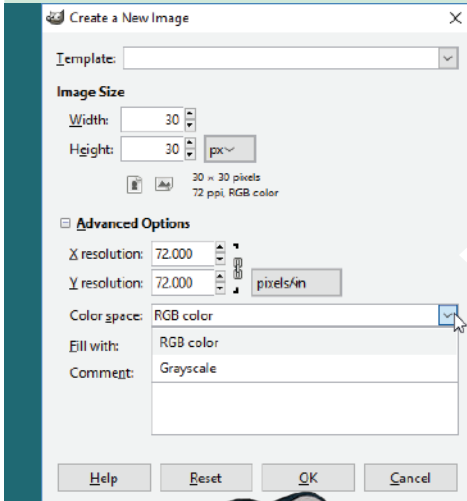 Create a New Image
Template:
Image Size
Width: 30
Height: 30 px
30 × 30 pixels
72 ppi, RGB color
Advanced Options
X resolution: 72.000
Y resolution: 72.000 pixels/in
Color space: RGB color
Fill with: RGB color
Comment: Grayscale
Help Reset OK Cancel